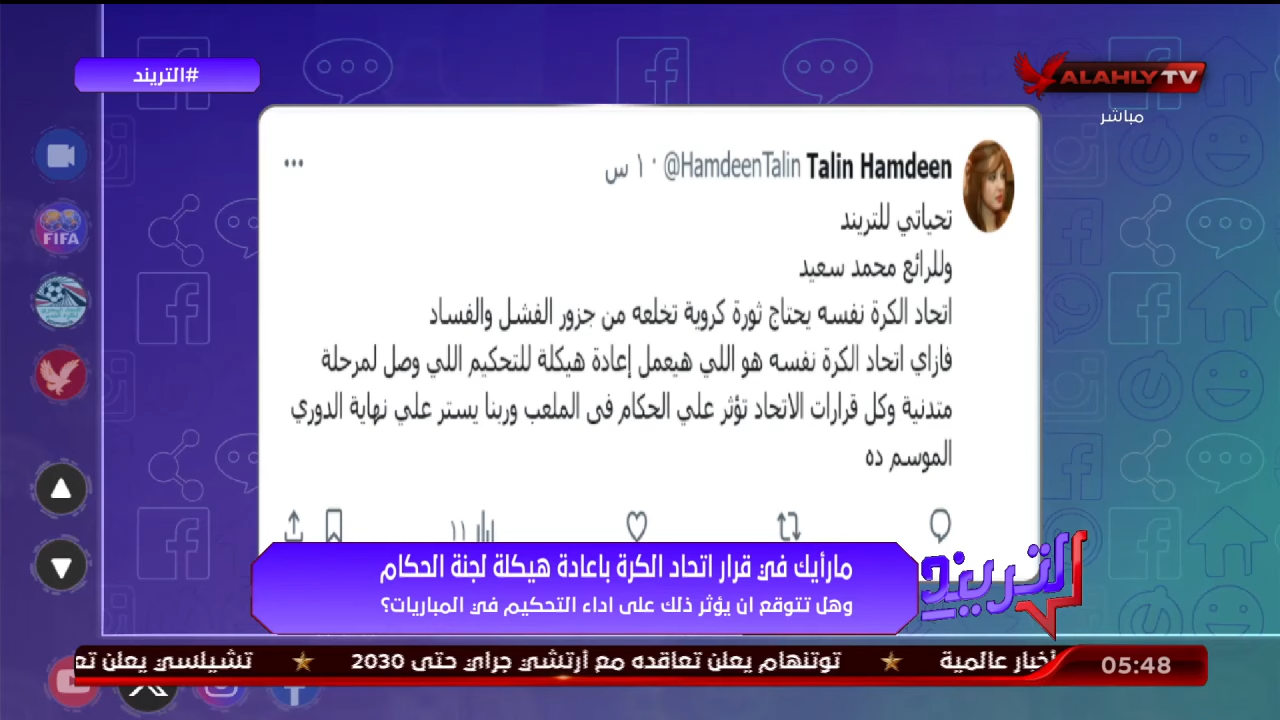 #التريند
ALAHLY TV
مباشر
Talin Hamdeen @HamdeenTalin · ١ س
تحياتي للتريند
وللرائع محمد سعيد
اتحاد الكرة نفسه يحتاج ثورة كروية تخلعه من جزور الفشل والفساد
فازاي اتحاد الكرة نفسه هو اللي هيعمل إعادة هيكلة للتحكيم اللي وصل لمرحلة
متدنية وكل قرارات الاتحاد تؤثر علي الحكام فى الملعب وربنا يستر علي نهاية الدوري
الموسم ده
١١
FIFA
مارأيك في قرار اتحاد الكرة باعادة هيكلة لجنة الحكام
وهل تتوقع ان يؤثر ذلك على اداء التحكيم في المباريات؟
التريند
05:48
أخبار عالمية ★ توتنهام يعلن تعاقده مع أرتشي جراي حتى 2030 ★ تشيلسي يعلن تع